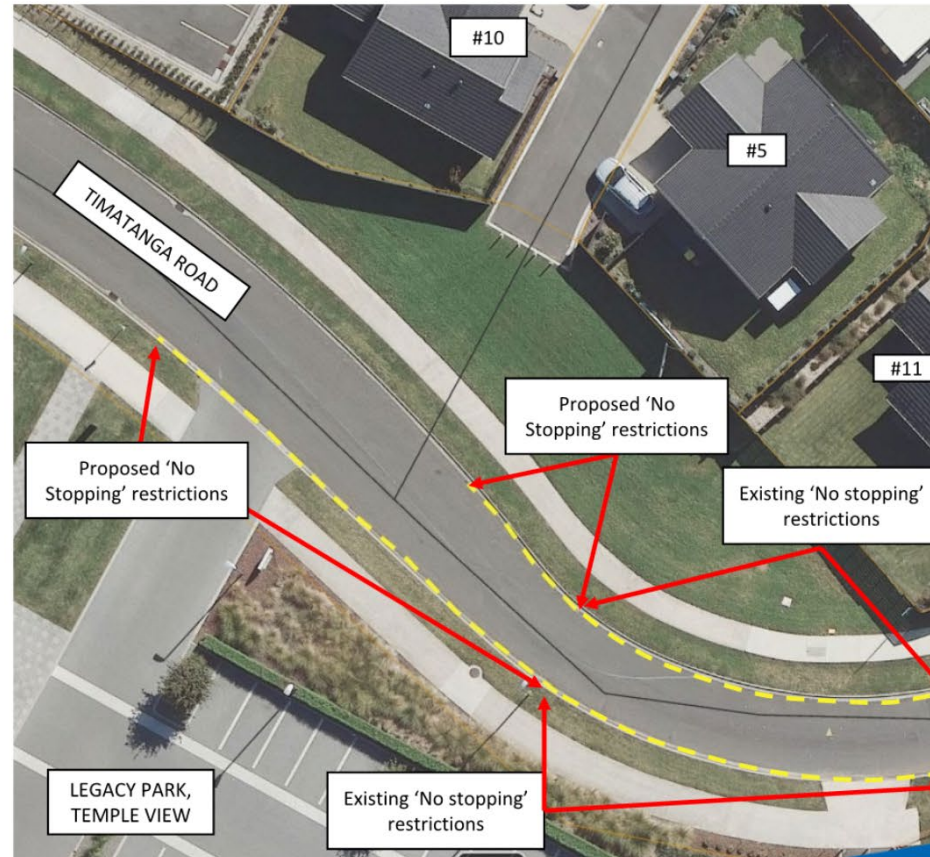 #10
#5
TIMATANGA ROAD
#11
Proposed ‘No
Stopping’ restrictions
Proposed ‘No
Stopping’ restrictions
Existing ‘No stopping’
restrictions
LEGACY PARK,
TEMPLE VIEW
Existing ‘No stopping’
restrictions